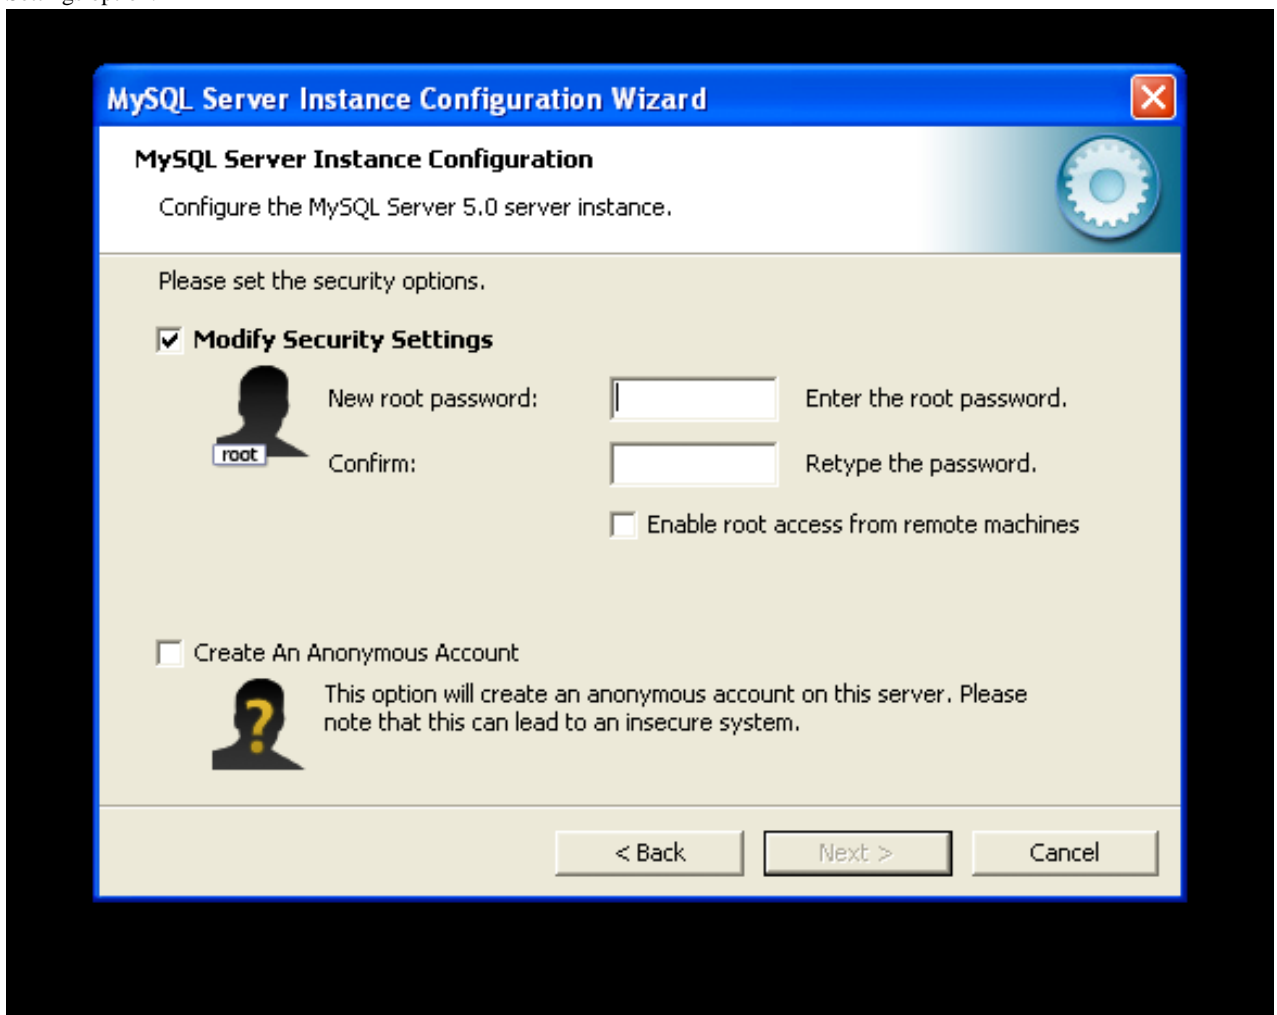 MySQL Server Instance Configuration Wizard
MySQL Server Instance Configuration
Configure the MySQL Server 5.0 server instance.
Please set the security options.
Modify Security Settings
New root password:
Enter the root password.
root
Confirm:
Retype the password.
Enable root access from remote machines
Create An Anonymous Account
This option will create an anonymous account on this server. Please
note that this can lead to an insecure system.
?
< Back
Next >
Cancel